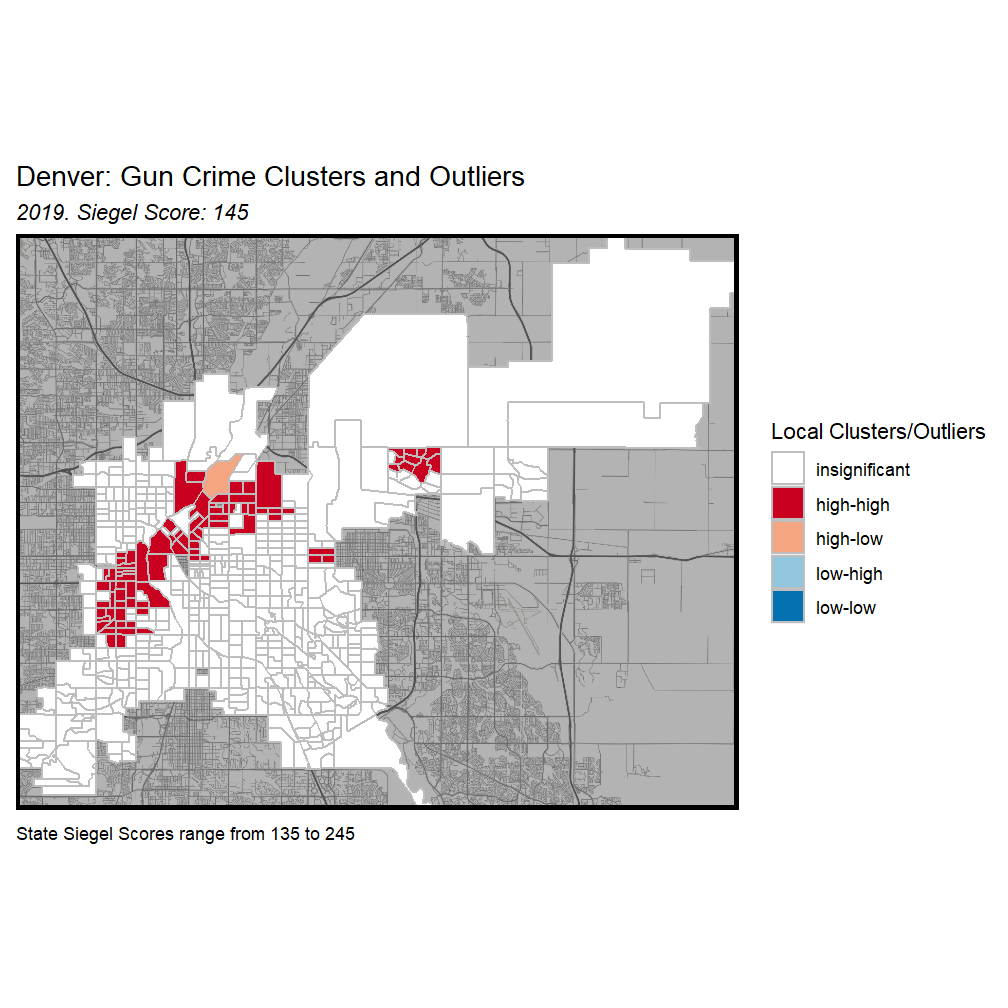 Denver: Gun Crime Clusters and Outliers
2019. Siegel Score: 145
Local Clusters/Outliers
insignificant
high-high
high-low
low-high
low-low
State Siegel Scores range from 135 to 245